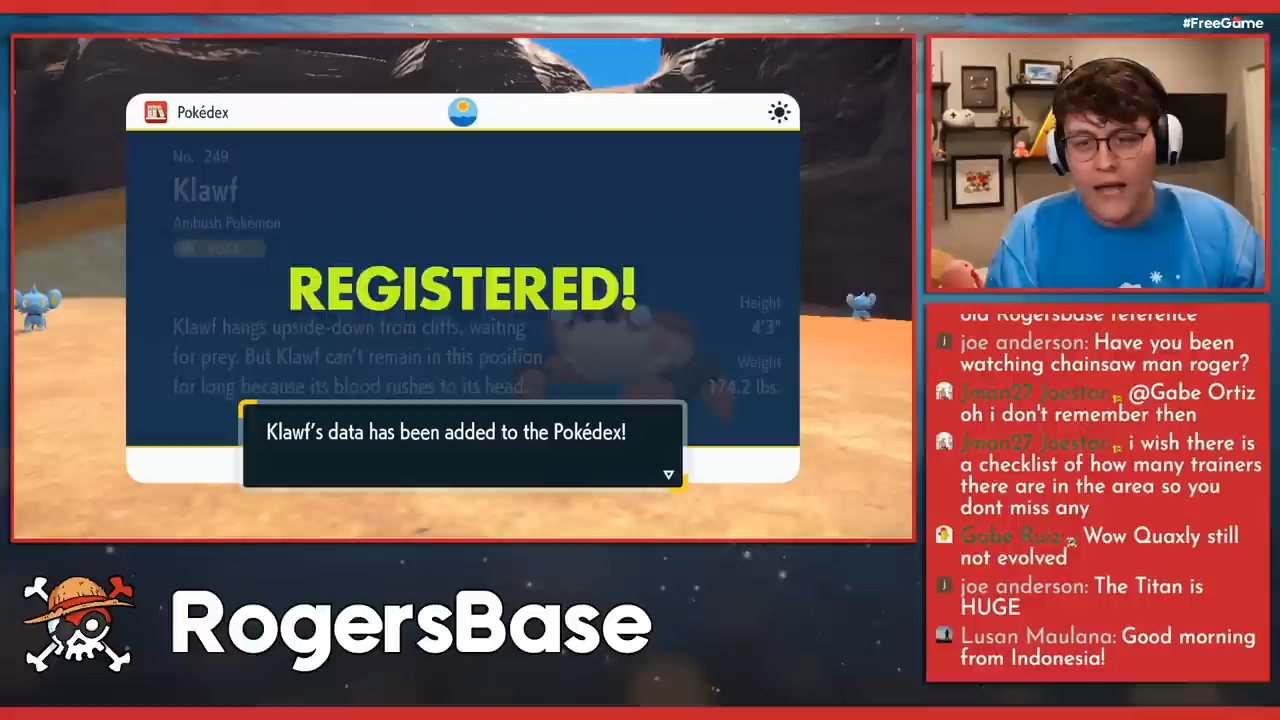 #FreeGame
Pokédex
No. 249
Klawf
Ambush Pokémon
ROCK
REGISTERED!
Height
4'3"
Klawf hangs upside-down from cliffs, waiting
for prey. But Klawf can't remain in this position
for long because its blood rushes to its head.
Weight
174.2 lbs.
Klawf's data has been added to the Pokédex!
RogersBase
old Rogersbase reference
joe anderson: Have you been
watching chainsaw man roger?
Jman27 Joestar @Gabe Ortiz
oh i don't remember then
Jman27 Joestar i wish there is
a checklist of how many trainers
there are in the area so you
dont miss any
Gabe Ruiz Wow Quaxly still
not evolved
joe anderson: The Titan is
HUGE
Lusan Maulana: Good morning
from Indonesia!